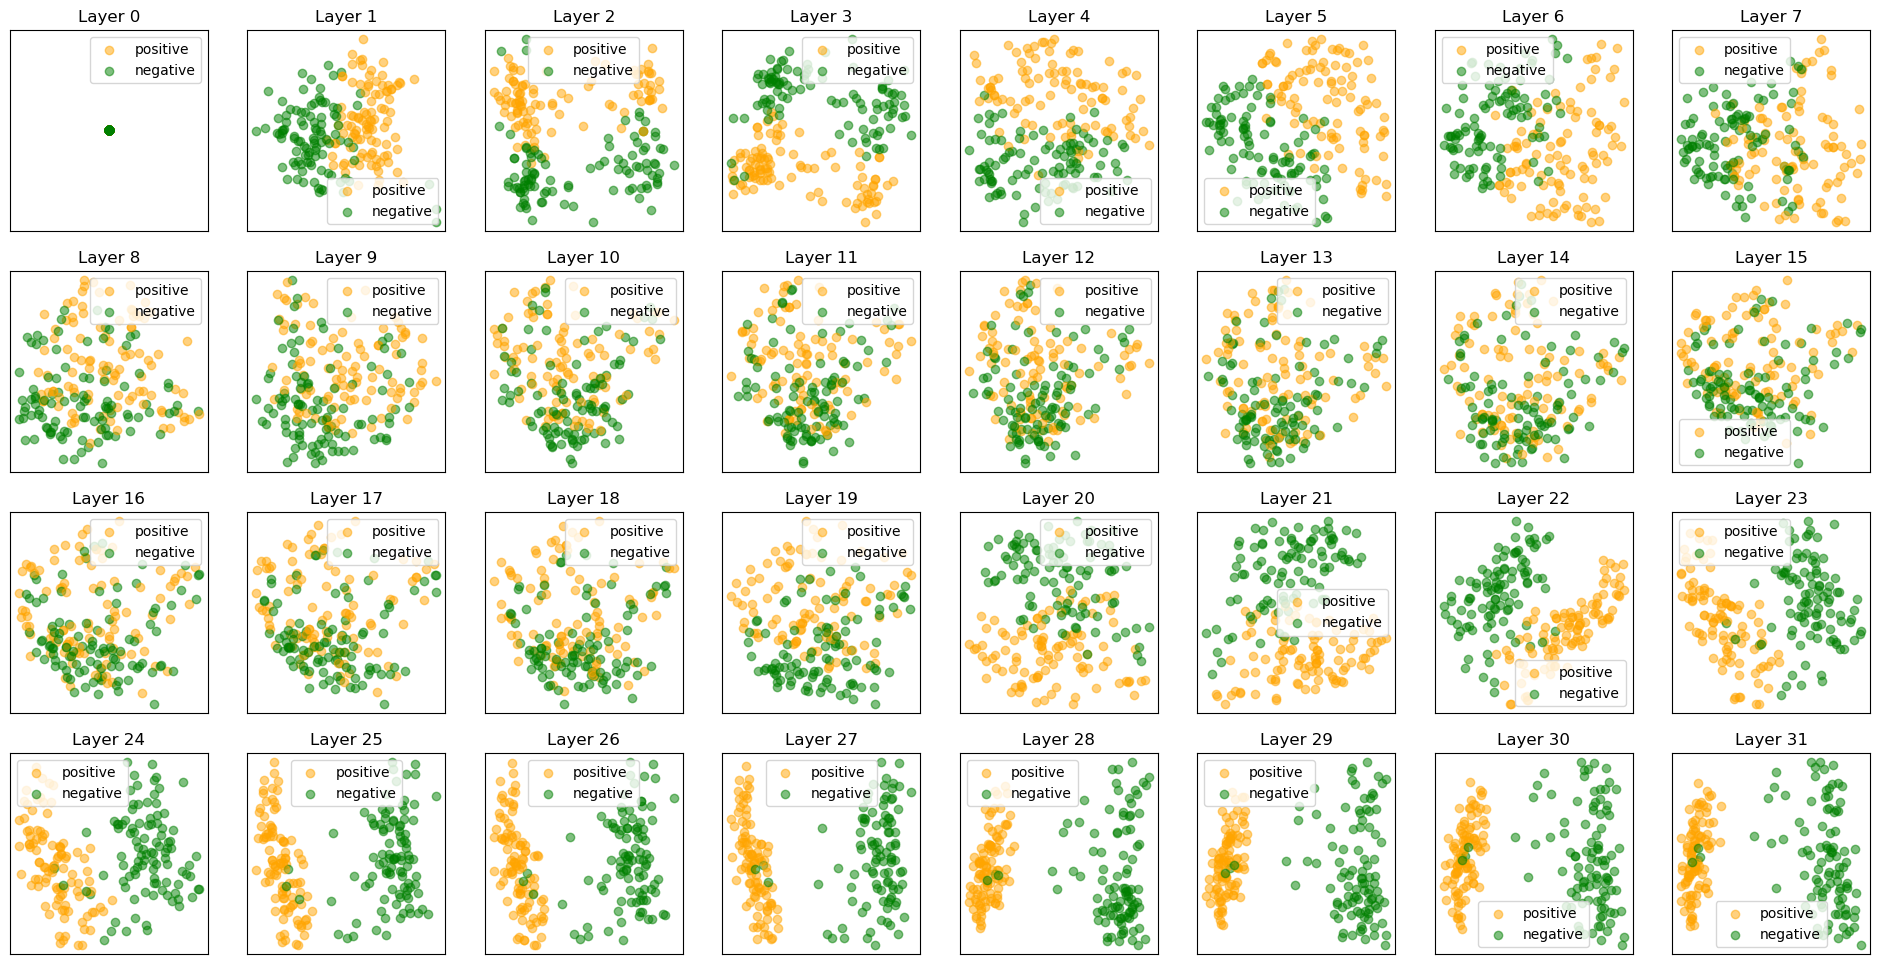 Layer 0
positive
negative
Layer 1
positive
negative
Layer 2
positive
negative
Layer 3
positive
negative
Layer 4
positive
negative
Layer 5
positive
negative
Layer 6
positive
negative
Layer 7
positive
negative
Layer 8
positive
negative
Layer 9
positive
negative
Layer 10
positive
negative
Layer 11
positive
negative
Layer 12
positive
negative
Layer 13
positive
negative
Layer 14
positive
negative
Layer 15
positive
negative
Layer 16
positive
negative
Layer 17
positive
negative
Layer 18
positive
negative
Layer 19
positive
negative
Layer 20
positive
negative
Layer 21
positive
negative
Layer 22
positive
negative
Layer 23
positive
negative
Layer 24
positive
negative
Layer 25
positive
negative
Layer 26
positive
negative
Layer 27
positive
negative
Layer 28
positive
negative
Layer 29
positive
negative
Layer 30
positive
negative
Layer 31
positive
negative